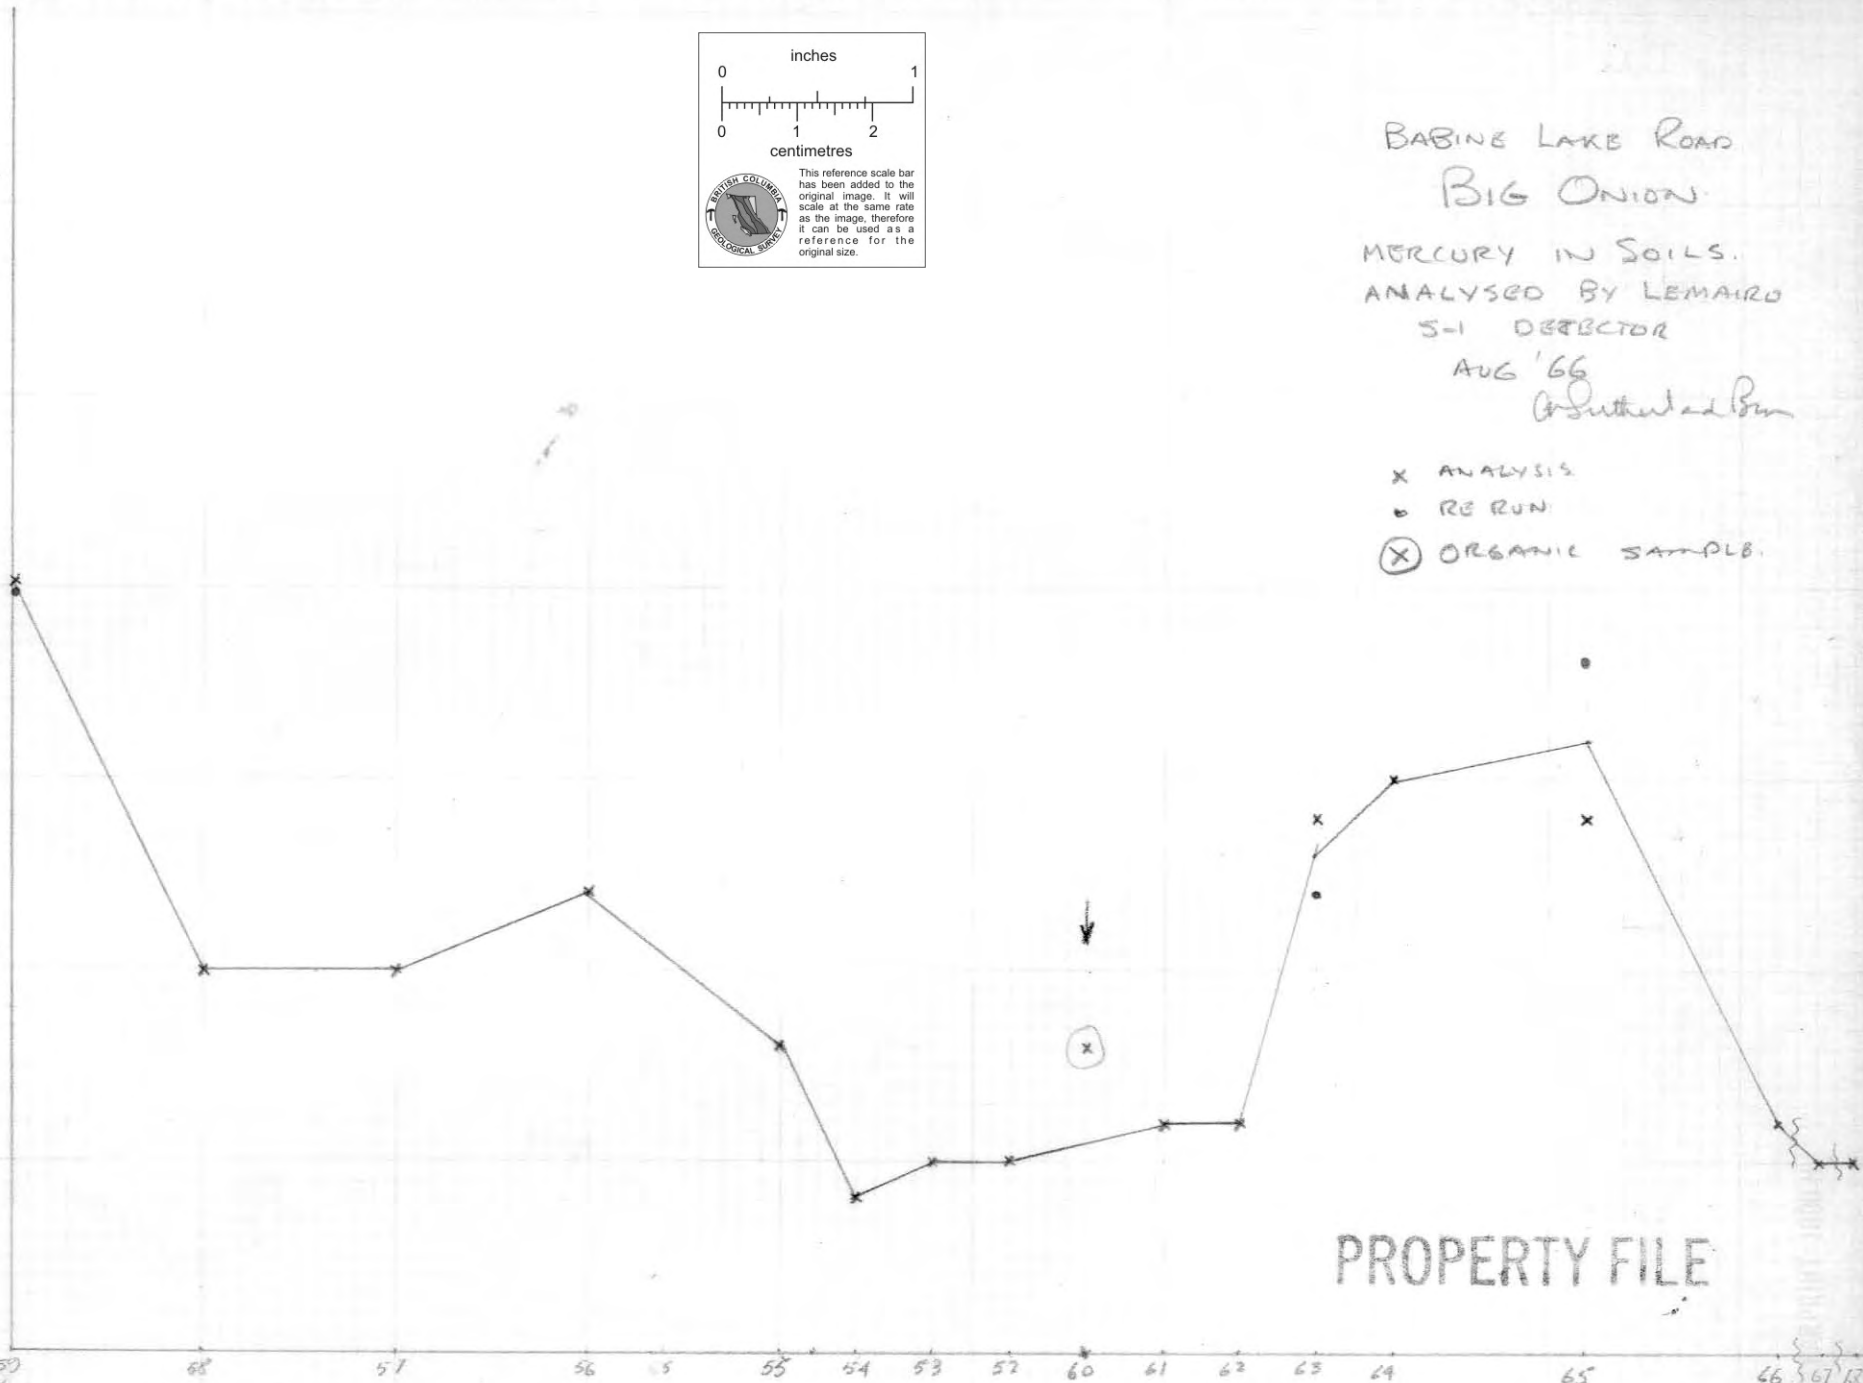 inches
0 1
0 1 2
centimetres
BRITISH COLUMBIA
GEOLOGICAL SURVEY
This reference scale bar
has been added to the
original image. It will
scale at the same rate
as the image, therefore
it can be used as a
reference for the
original size.
BABINE LAKE ROAD
BIG ONION.
MERCURY IN SOILS.
ANALYSED BY LEMAIRO
S-1 DETECTOR
AUG '66
x ANALYSIS
• RE RUN
ⓧ ORGANIC SAMPLE.
PROPERTY FILE
58 57 56 55 54 53 52 60 61 62 63 64 65 66 67